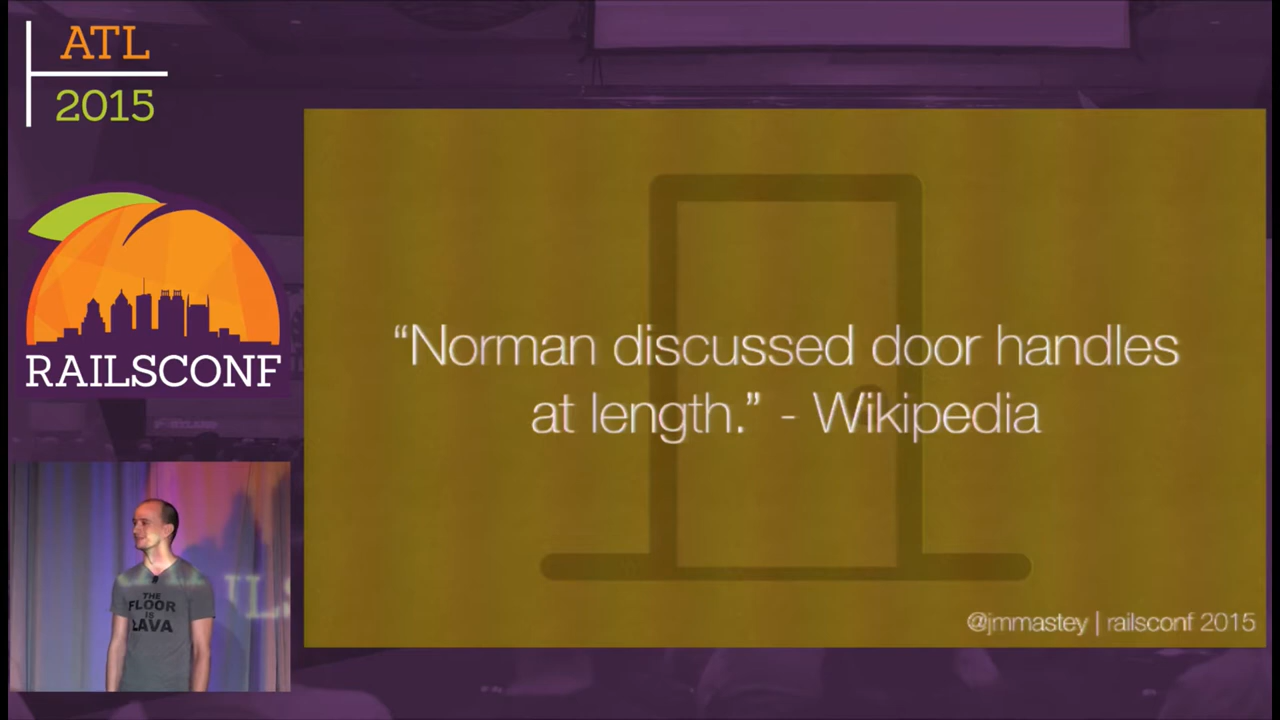 ATL
2015
RAILSCONF
“Norman discussed door handles
at length.” - Wikipedia
@jmmastey | railsconf 2015
THE
FLOOR
IS
LAVA